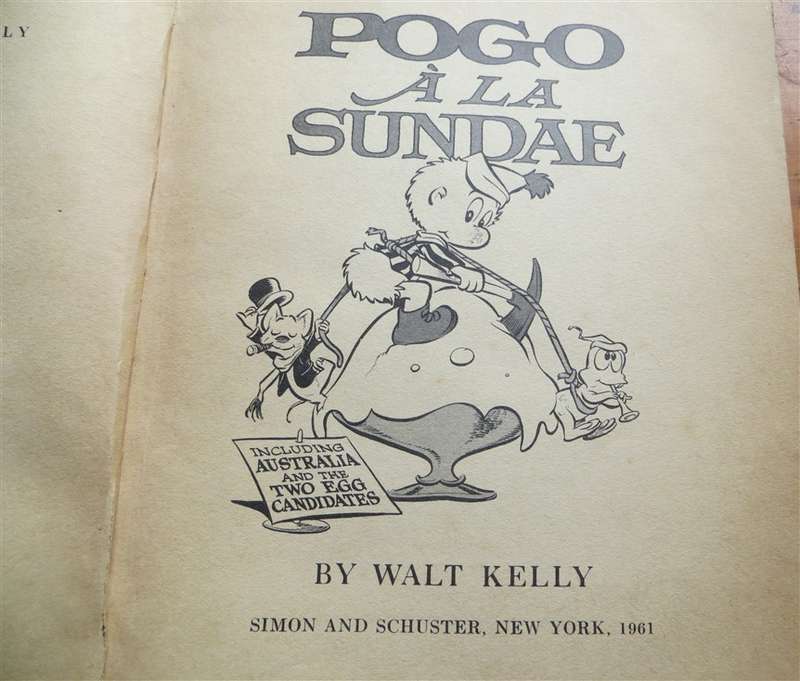 LY
POGO
À LA
SUNDAE
INCLUDING
AUSTRALIA
AND THE
TWO EGG
CANDIDATES
BY WALT KELLY
SIMON AND SCHUSTER, NEW YORK, 1961